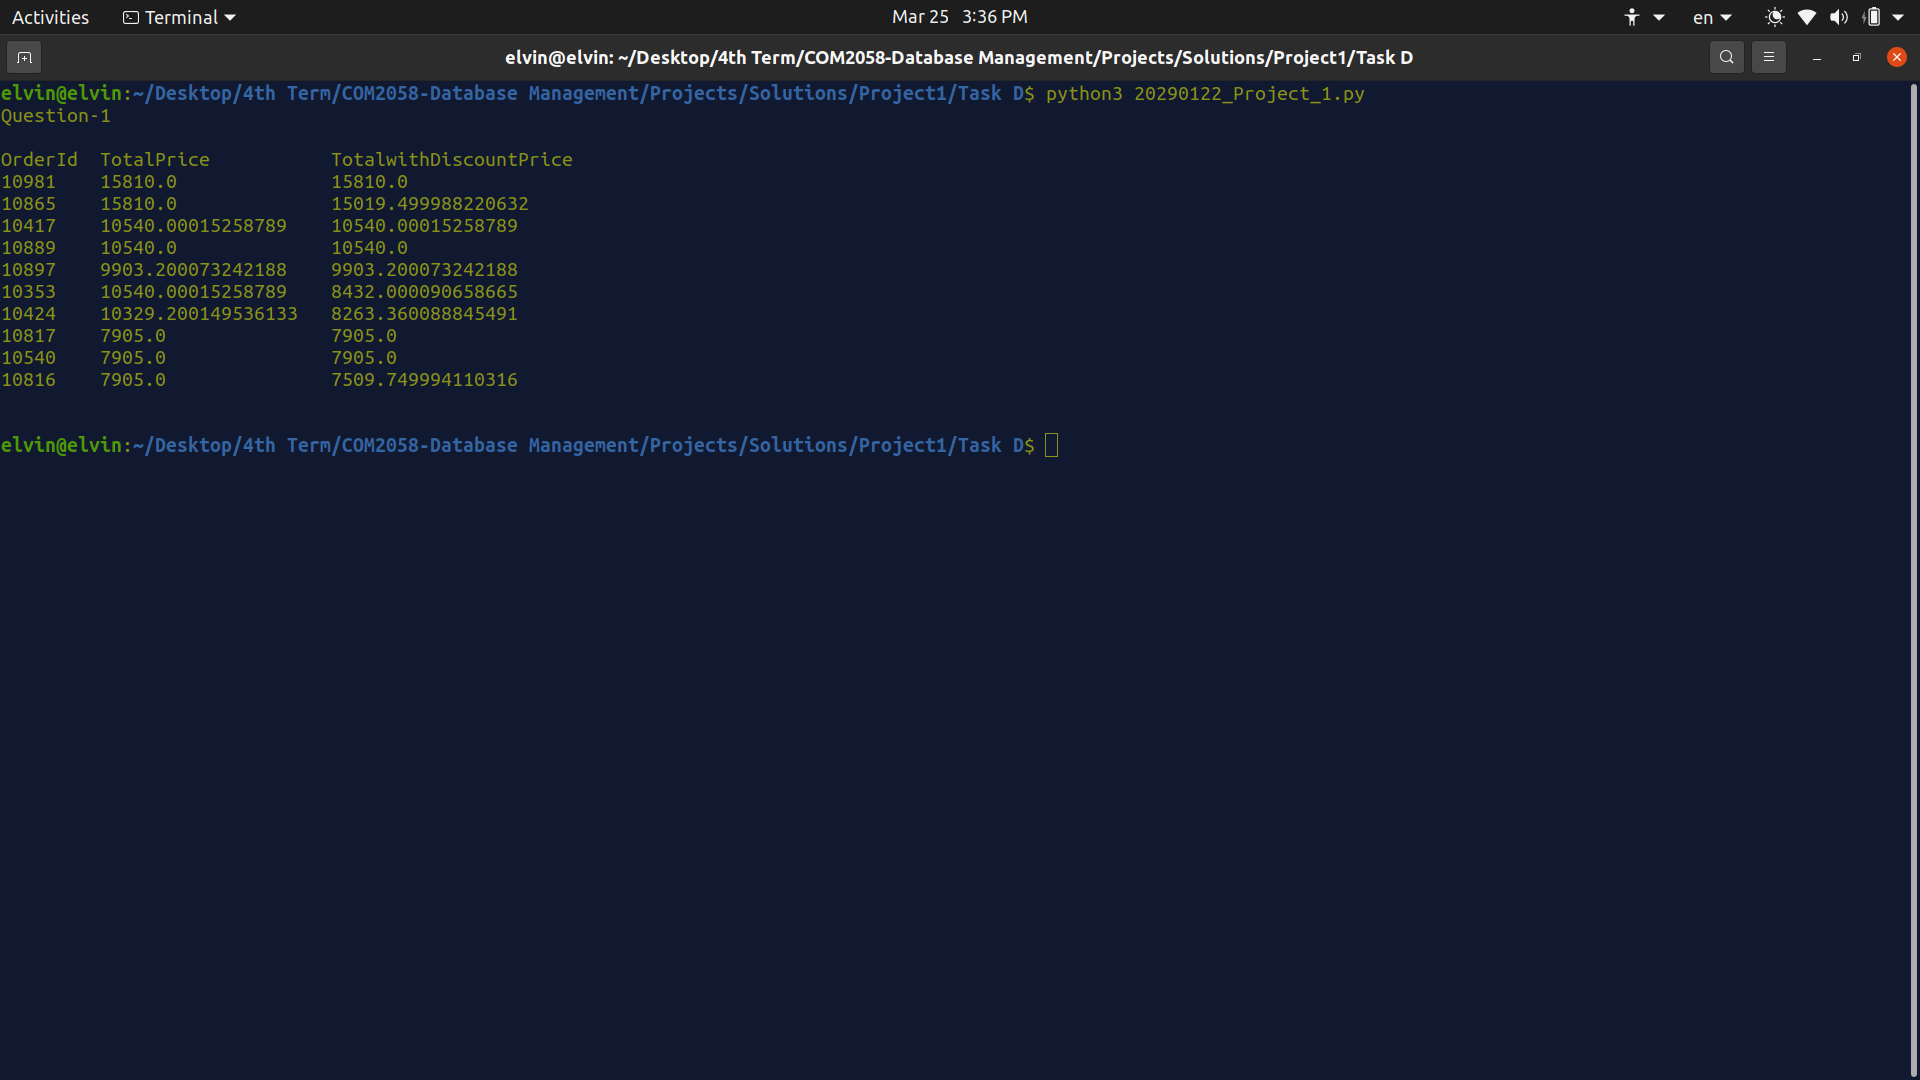 Activities Terminal Mar 25 3:36 PM en
elvin@elvin: ~/Desktop/4th Term/COM2058-Database Management/Projects/Solutions/Project1/Task D
elvin@elvin:~/Desktop/4th Term/COM2058-Database Management/Projects/Solutions/Project1/Task D$ python3 20290122_Project_1.py
Question-1
OrderId TotalPrice TotalwithDiscountPrice
10981 15810.0 15810.0
10865 15810.0 15019.499988220632
10417 10540.00015258789 10540.00015258789
10889 10540.0 10540.0
10897 9903.200073242188 9903.200073242188
10353 10540.00015258789 8432.000090658665
10424 10329.200149536133 8263.360088845491
10817 7905.0 7905.0
10540 7905.0 7905.0
10816 7905.0 7509.749994110316
elvin@elvin:~/Desktop/4th Term/COM2058-Database Management/Projects/Solutions/Project1/Task D$